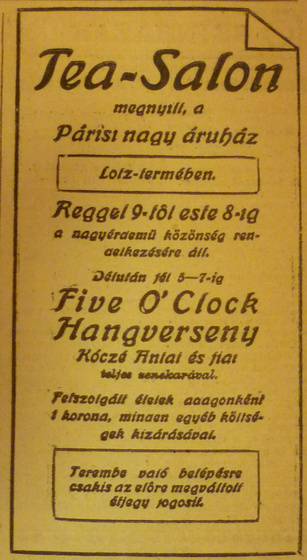 Tea-Salon
megnyílt, a
Párisi nagy áruház
Lotz-termében.
Reggel 9-től este 8-ig
a nagyérdemű közönség ren-
delkezésére áll.
Délután fél 5—7-ig
Five O'Clock
Hangverseny
Kóczé Antal és fiai
teljes zenekarával.
Felszolgált ételek adagonként
1 korona, minden egyéb költsé-
gek kizárásával.
Terembe való belépésre
csakis az előre megváltott
étjegy jogosít.